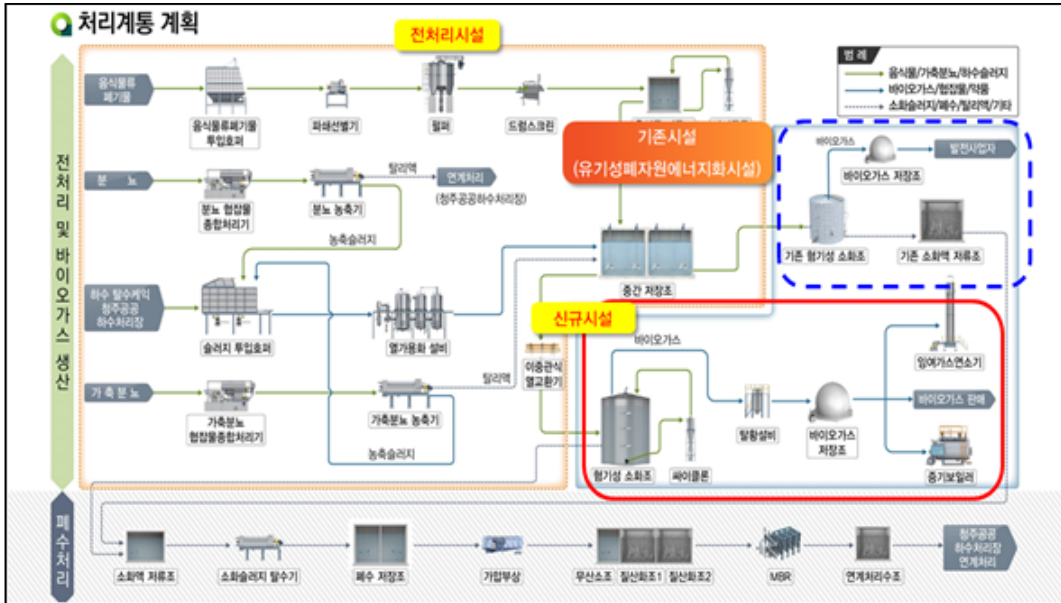 처리계통 계획
전처리시설
범 례
음식물/가축분뇨/하수슬러지
바이오가스/협잡물/약품
소화슬러지/폐수/탈리액/기타
전처리 및 바이오가스 생산
음식물류
폐기물
음식물류폐기물
투입호퍼
파쇄선별기
펄퍼
드럼스크린
기존시설
(유기성폐자원에너지화시설)
분 뇨
분뇨 협잡물
종합처리기
분뇨 농축기
탈리액
연계처리
(청주공공하수처리장)
농축슬러지
바이오가스
바이오가스 저장조
발전사업자
기존 혐기성 소화조
기존 소화액 저류조
하수 탈수케익
청주공공
하수처리장
슬러지 투입호퍼
열가용화 설비
중간 저장조
신규시설
가축분뇨
가축분뇨
협잡물종합처리기
가축분뇨 농축기
탈리액
농축슬러지
이중관식
열교환기
바이오가스
혐기성 소화조
싸이클론
탈황설비
바이오가스
저장조
잉여가스연소기
바이오가스 판매
증기보일러
폐수처리
소화액 저류조
소화슬러지 탈수기
폐수 저장조
가압부상
무산소조
질산화조1
질산화조2
MBR
연계처리수조
청주공공
하수처리장
연계처리